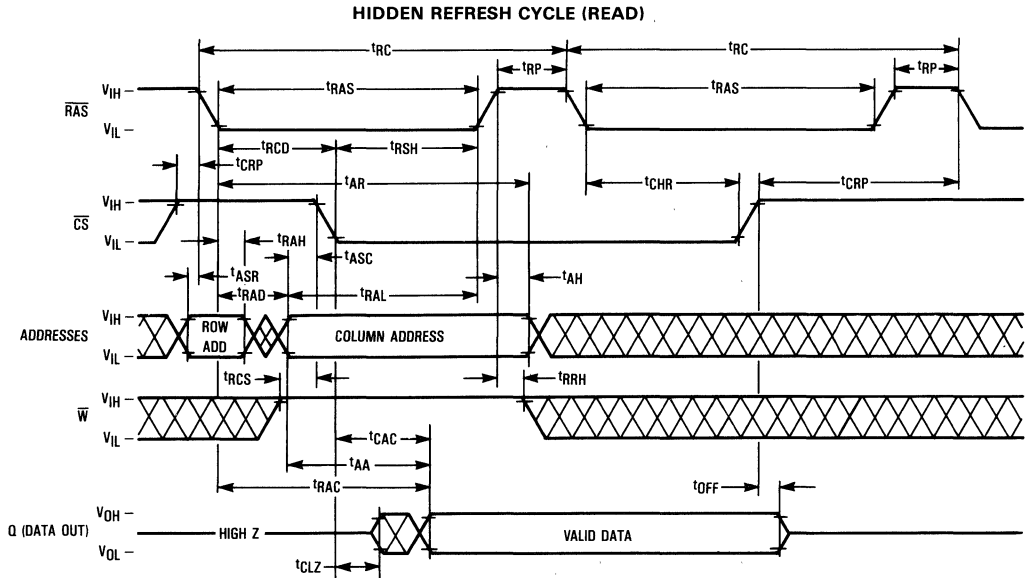 HIDDEN REFRESH CYCLE (READ)
tRC tRC
tRP tRP
VIH
RAS
tRAS tRAS
VIL
tRCD tRSH
tCRP
tAR tCHR tCRP
VIH
CS
VIL
tRAH
tASC
tASR tAH
tRAD tRAL
VIH
ADDRESSES ROW ADD COLUMN ADDRESS
VIL
tRCS tRRH
VIH
W
VIL
tCAC
tAA
tRAC tOFF
VOH
Q (DATA OUT) HIGH Z VALID DATA
VOL
tCLZ